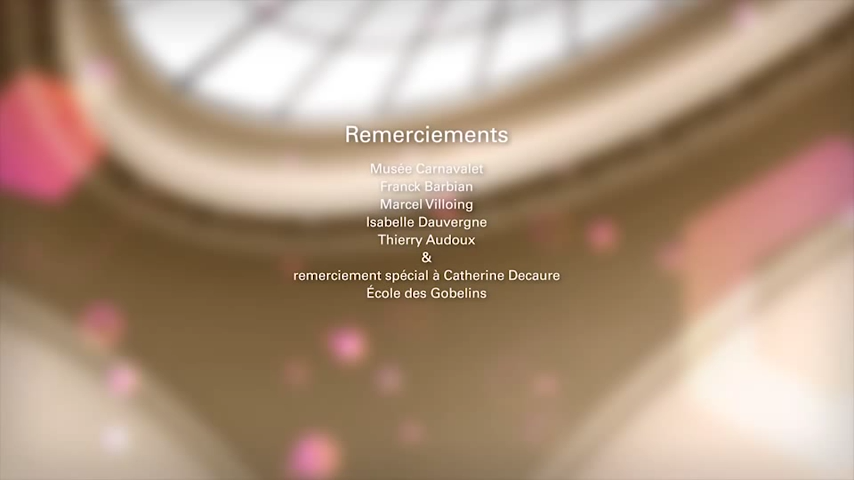 Remerciements
Musée Carnavalet
Franck Barbian
Marcel Villoing
Isabelle Dauvergne
Thierry Audoux
&
remerciement spécial à Catherine Decaure
École des Gobelins